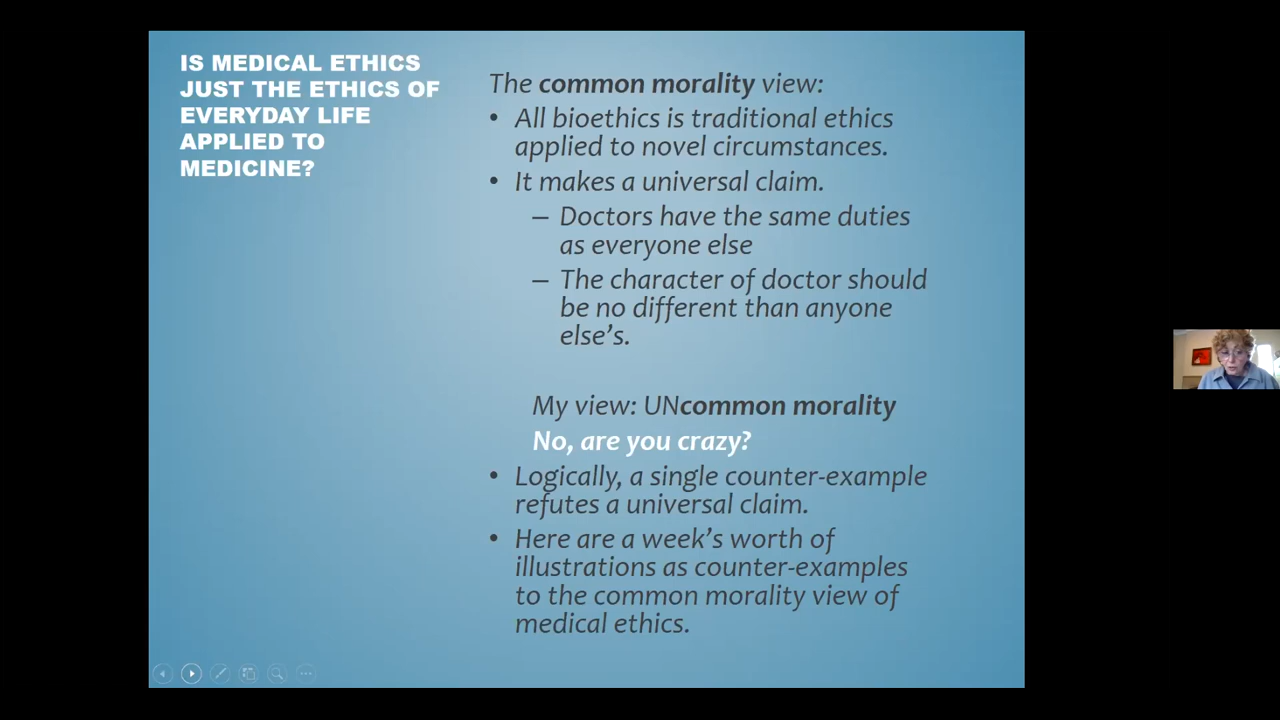 IS MEDICAL ETHICS
JUST THE ETHICS OF
EVERYDAY LIFE
APPLIED TO
MEDICINE?
The common morality view:
• All bioethics is traditional ethics
applied to novel circumstances.
• It makes a universal claim.
– Doctors have the same duties
as everyone else
– The character of doctor should
be no different than anyone
else’s.
My view: UNcommon morality
No, are you crazy?
• Logically, a single counter-example
refutes a universal claim.
• Here are a week’s worth of
illustrations as counter-examples
to the common morality view of
medical ethics.